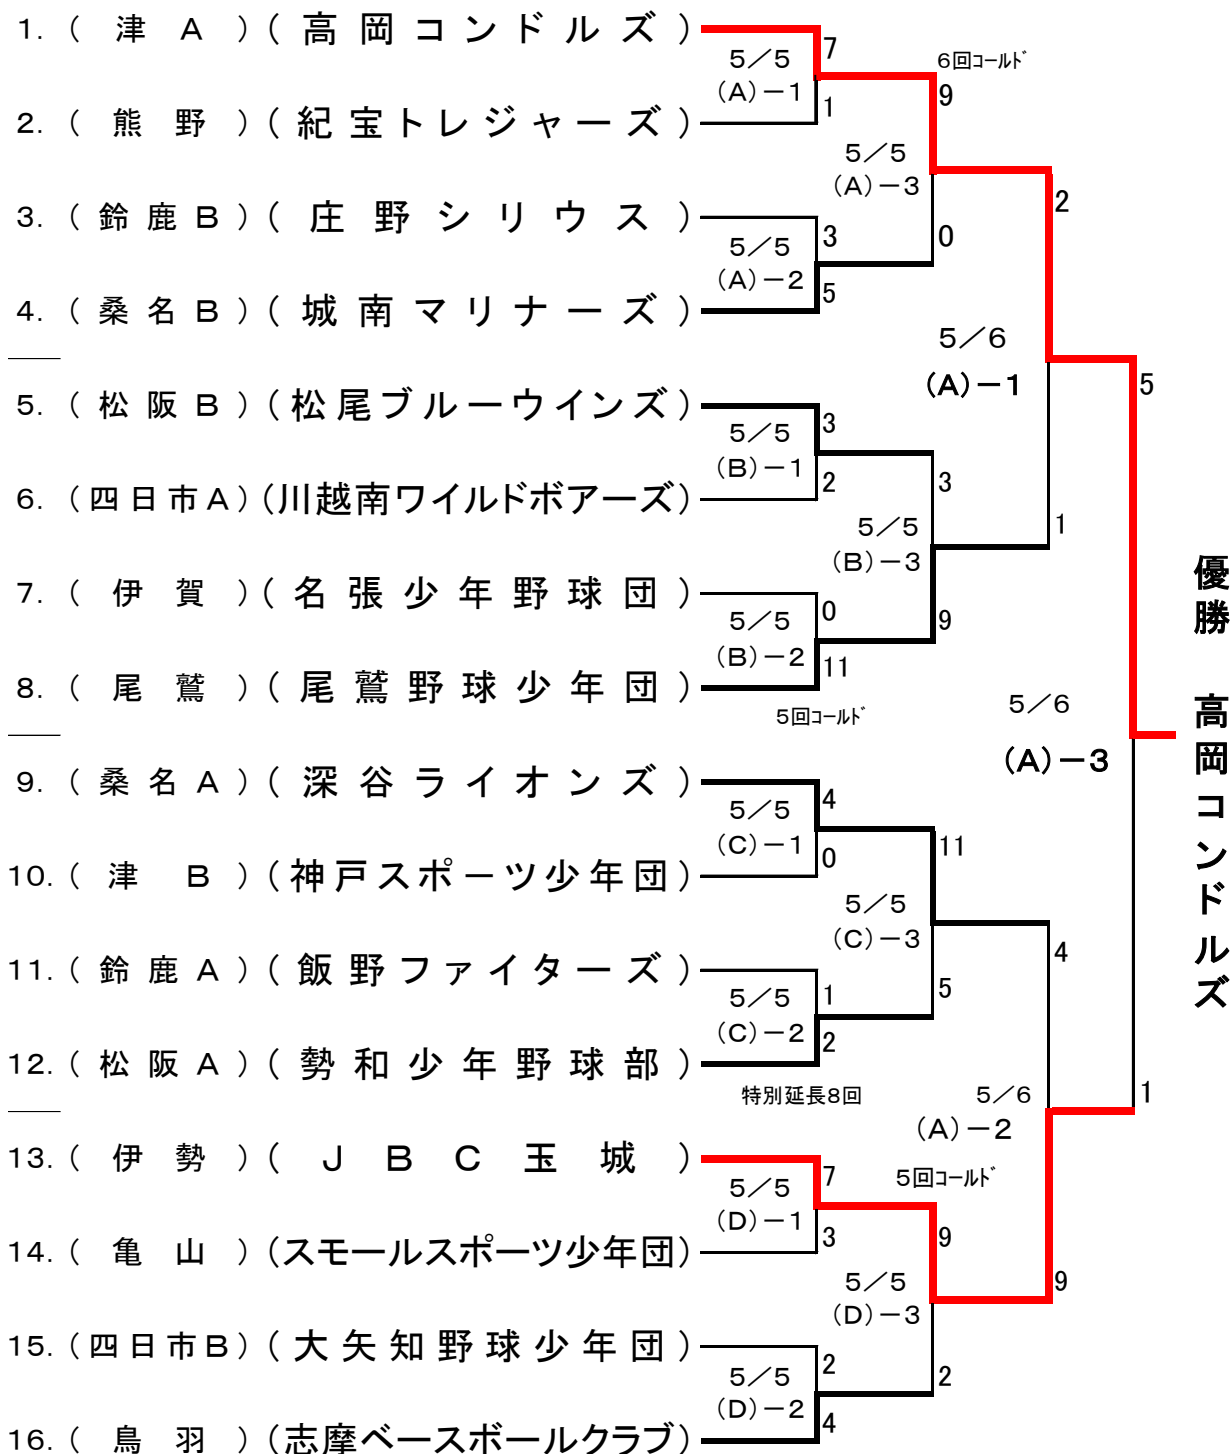 1. ( 津 A ) ( 高岡コンドルズ )
2. ( 熊 野 ) ( 紀宝トレジャーズ )
3. ( 鈴鹿B ) ( 庄野シリウス )
4. ( 桑名B ) ( 城南マリナーズ )
5. ( 松阪B ) ( 松尾ブルーウインズ )
6. ( 四日市A ) ( 川越南ワイルドボアーズ )
7. ( 伊 賀 ) ( 名張少年野球団 )
8. ( 尾 鷲 ) ( 尾鷲野球少年団 )
9. ( 桑名A ) ( 深谷ライオンズ )
10. ( 津 B ) ( 神戸スポーツ少年団 )
11. ( 鈴鹿A ) ( 飯野ファイターズ )
12. ( 松阪A ) ( 勢和少年野球部 )
13. ( 伊 勢 ) ( JBC玉城 )
14. ( 亀 山 ) ( スモールスポーツ少年団 )
15. ( 四日市B ) ( 大矢知野球少年団 )
16. ( 鳥 羽 ) ( 志摩ベースボールクラブ )
5/5
(A)-1
7
1
5/5
(A)-2
3
5
5/5
(B)-1
3
2
5/5
(B)-2
0
11
5回コールド
5/5
(C)-1
4
0
5/5
(C)-2
1
2
特別延長8回
5/5
(D)-1
7
3
5/5
(D)-2
2
4
6回コールド
5/5
(A)-3
9
0
5/5
(B)-3
3
9
5/5
(C)-3
11
5
5/5
(D)-3
9
2
5/6
(A)-1
2
1
5/6
(A)-2
5回コールド
4
9
5/6
(A)-3
5
1
優勝 高岡コンドルズ